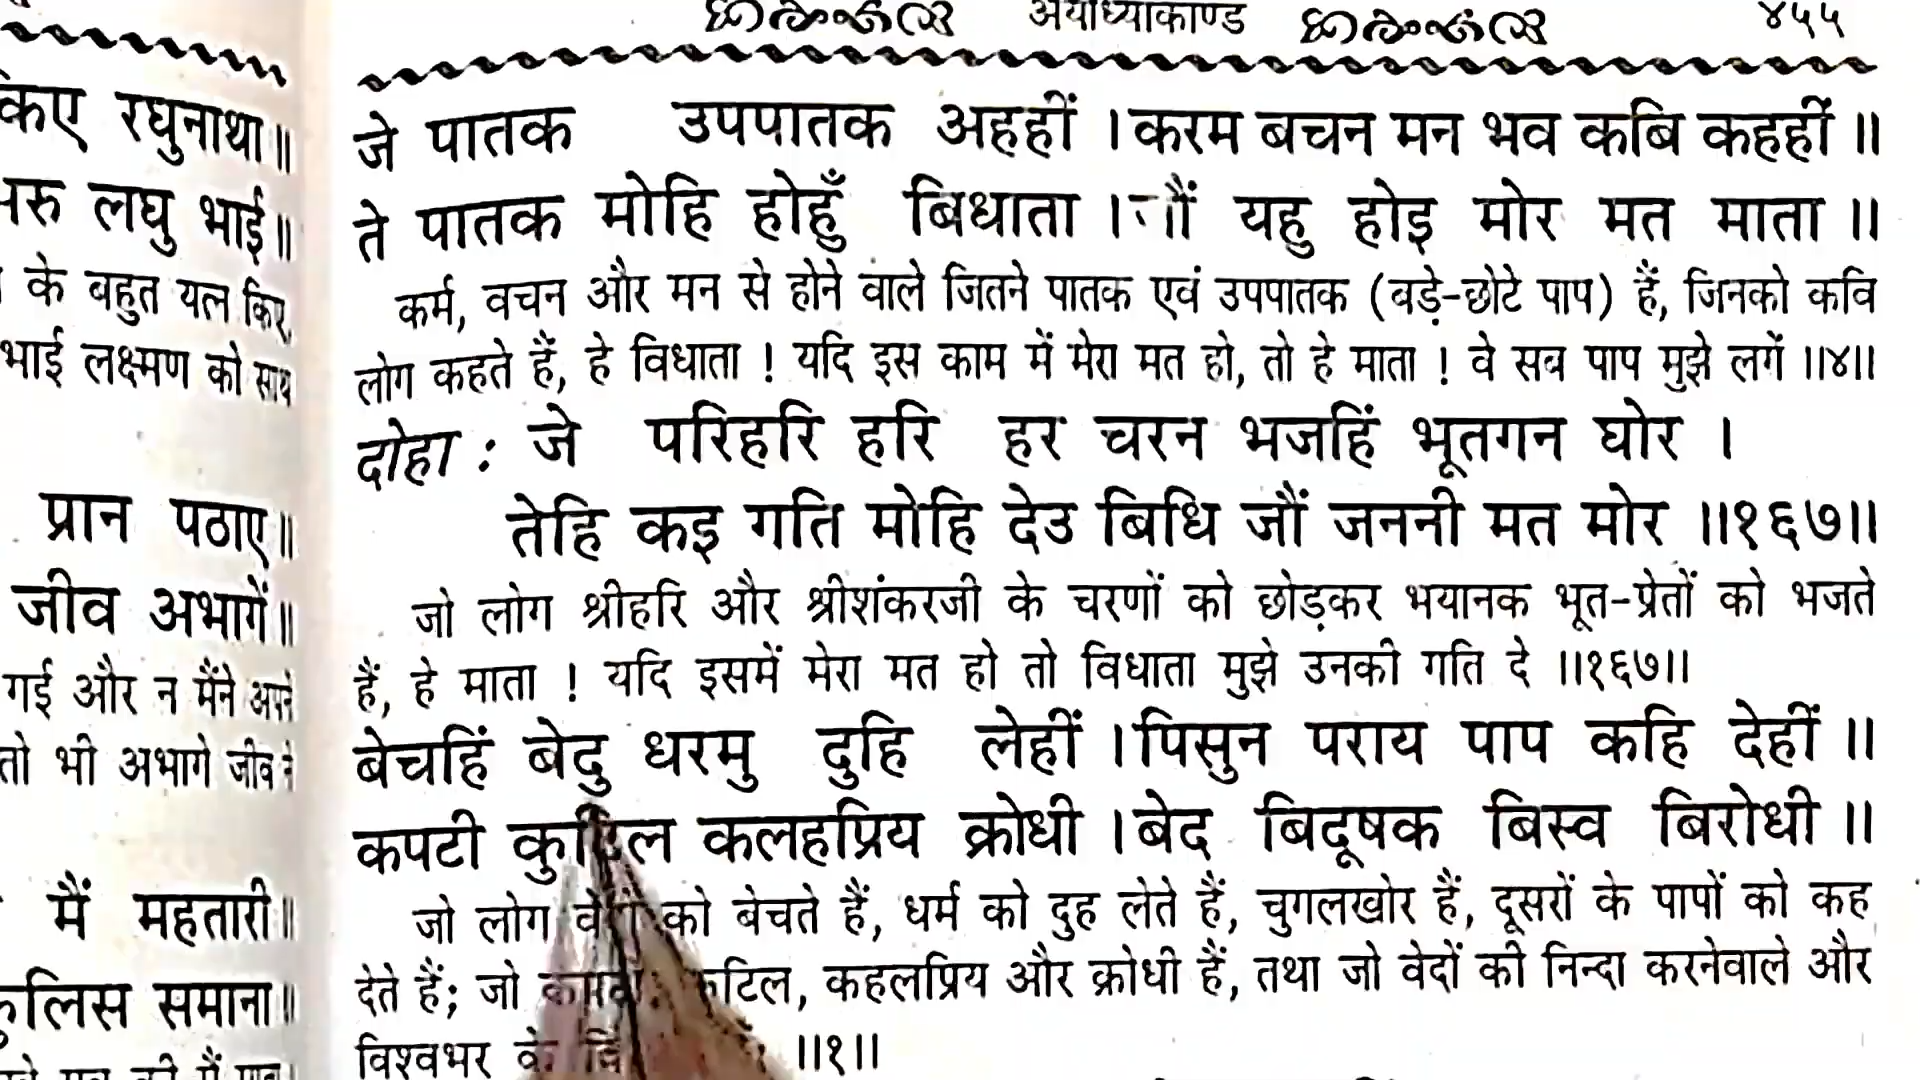 अयोध्याकाण्ड ४५५
किए रघुनाथा॥
अरु लघु भाई॥
के बहुत यत्न किए,
भाई लक्ष्मण को साथ
प्रान पठाए॥
जीव अभागें॥
गई और न मैंने अपने
तो भी अभागे जीव ने
मैं महतारी॥
कुलिस समाना॥
जे पातक उपपातक अहहीं । करम बचन मन भव कबि कहहीं ॥
ते पातक मोहि होहुँ बिधाता । जौं यहु होइ मोर मत माता ॥
कर्म, वचन और मन से होने वाले जितने पातक एवं उपपातक (बड़े-छोटे पाप) हैं, जिनको कवि
लोग कहते हैं, हे विधाता ! यदि इस काम में मेरा मत हो, तो हे माता ! वे सब पाप मुझे लगें ॥४॥
दोहा : जे परिहरि हरि हर चरन भजहिं भूतगन घोर ।
तेहि कइ गति मोहि देउ बिधि जौं जननी मत मोर ॥१६७॥
जो लोग श्रीहरि और श्रीशंकरजी के चरणों को छोड़कर भयानक भूत-प्रेतों को भजते
हैं, हे माता ! यदि इसमें मेरा मत हो तो विधाता मुझे उनकी गति दे ॥१६७॥
बेचहिं बेदु धरमु दुहि लेहीं । पिसुन पराय पाप कहि देहीं ॥
कपटी कुटिल कलहप्रिय क्रोधी । बेद बिदूषक बिस्व बिरोधी ॥
जो लोग को बेचते हैं, धर्म को दुह लेते हैं, चुगलखोर हैं, दूसरों के पापों को कह
देते हैं; जो कुटिल, कहलप्रिय और क्रोधी हैं, तथा जो वेदों की निन्दा करनेवाले और
विश्वभर के ॥१॥